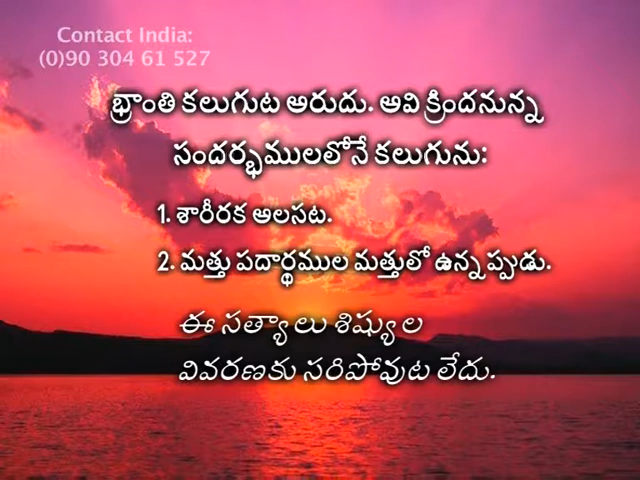 Contact India:
(0)90 304 61 527
భ్రాంతి కలుగుట అరుదు. అవి క్రిందనున్న
సందర్భములలోనే కలుగును:
1. శారీరక అలసట.
2. మత్తు పదార్థముల మత్తులో ఉన్నప్పుడు.
ఈ సత్యాలు శిష్యుల
వివరణకు సరిపోవుట లేదు.